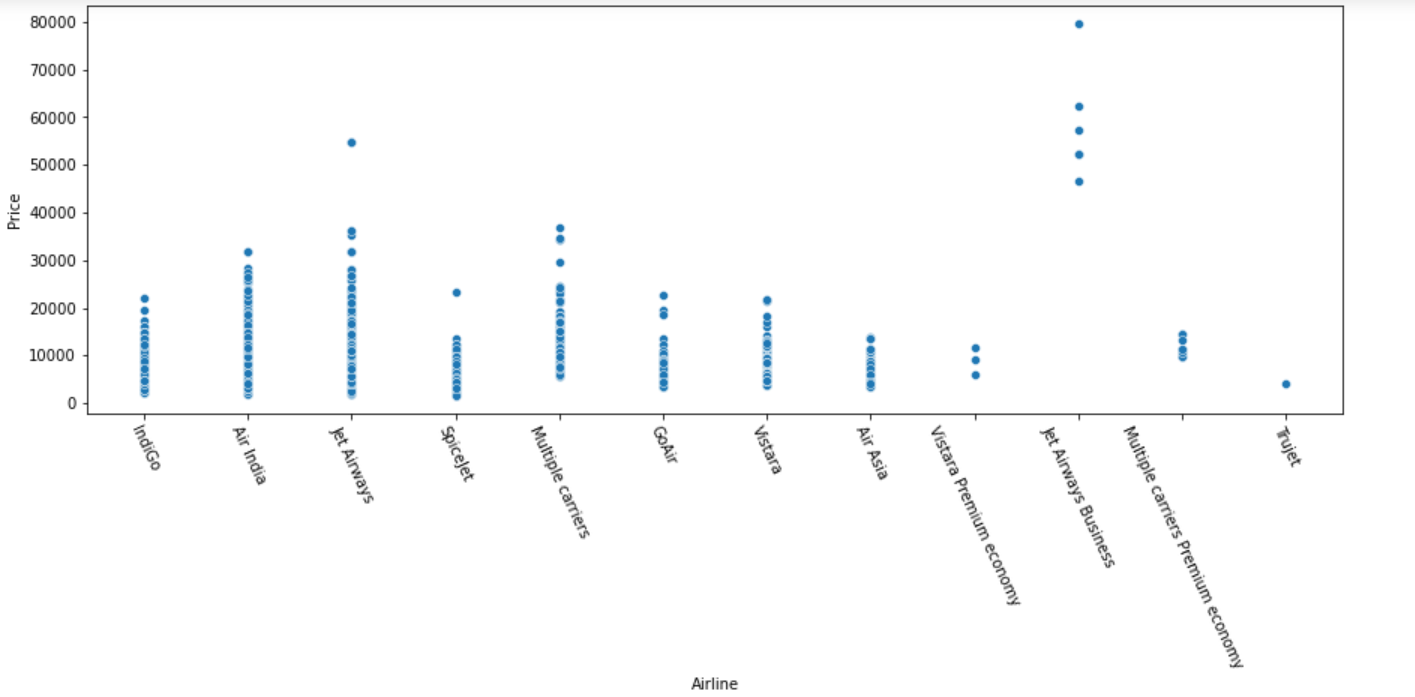 80000
70000
60000
50000
40000
30000
20000
10000
0
Price
IndiGo
Air India
Jet Airways
SpiceJet
Multiple carriers
GoAir
Vistara
Air Asia
Vistara Premium economy
Jet Airways Business
Multiple carriers Premium economy
Trujet
Airline